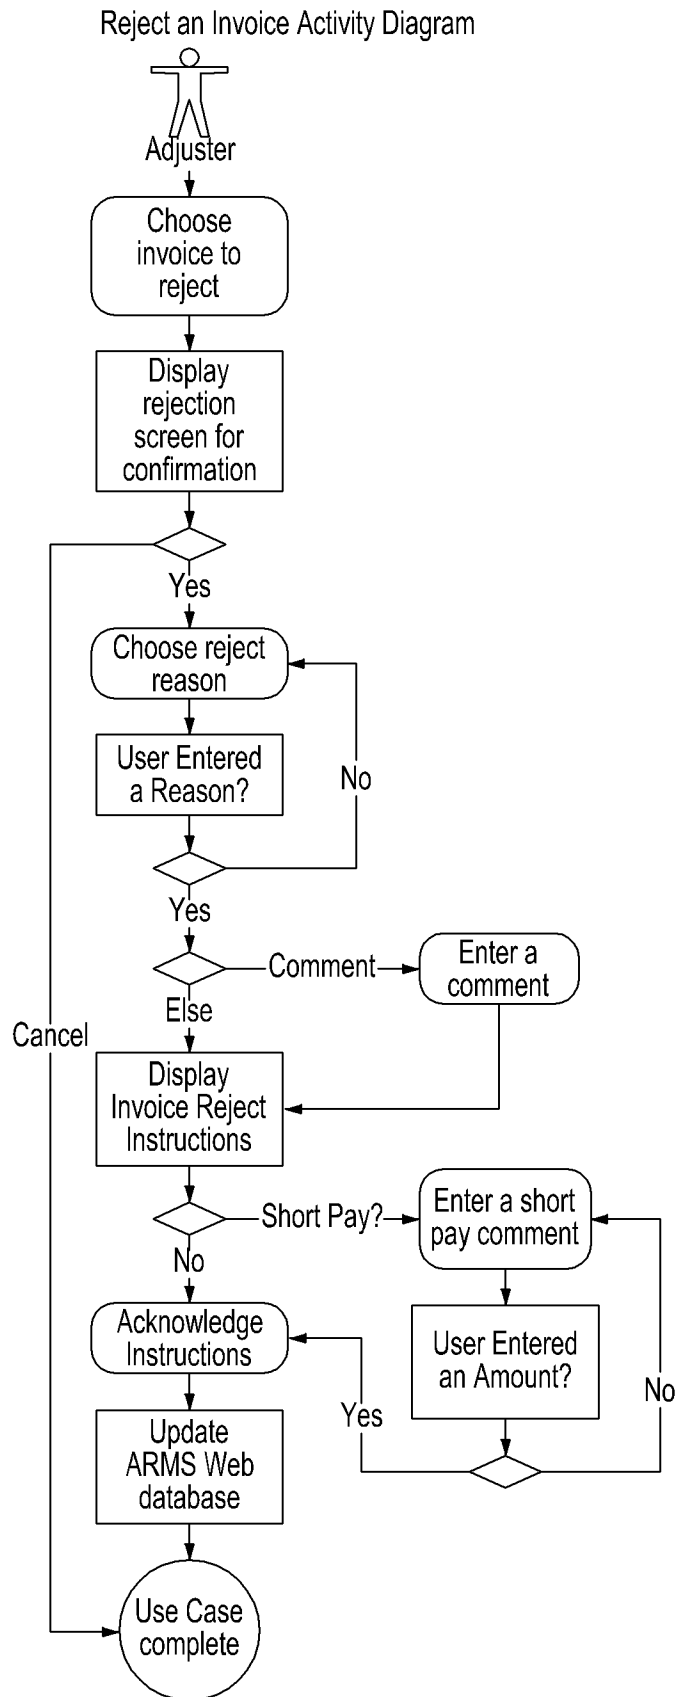 Reject an Invoice Activity Diagram
Adjuster
Choose
invoice to
reject
Display
rejection
screen for
confirmation
Yes
Choose reject
reason
User Entered
a Reason?
No
Yes
Comment
Enter a
comment
Else
Cancel
Display
Invoice Reject
Instructions
Short Pay?
Enter a short
pay comment
No
Acknowledge
Instructions
User Entered
an Amount?
No
Yes
Update
ARMS Web
database
Use Case
complete